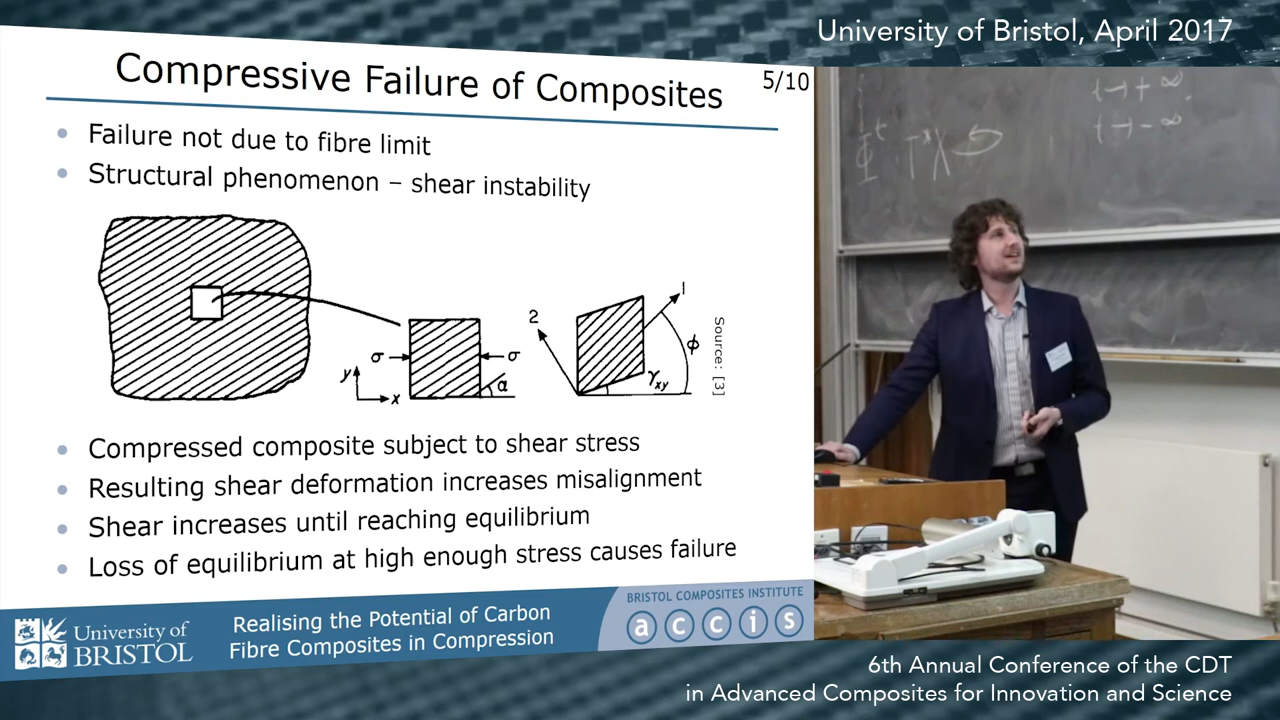 University of Bristol, April 2017
Compressive Failure of Composites
5/10
Failure not due to fibre limit
Structural phenomenon – shear instability
σ
σ
y
x
α
2
1
ϕ
γxy
Source: [3]
Compressed composite subject to shear stress
Resulting shear deformation increases misalignment
Shear increases until reaching equilibrium
Loss of equilibrium at high enough stress causes failure
University of
BRISTOL
Realising the Potential of Carbon
Fibre Composites in Compression
BRISTOL COMPOSITES INSTITUTE
a c c i s
t→+∞
t→-∞
Φt T*X
6th Annual Conference of the CDT
in Advanced Composites for Innovation and Science